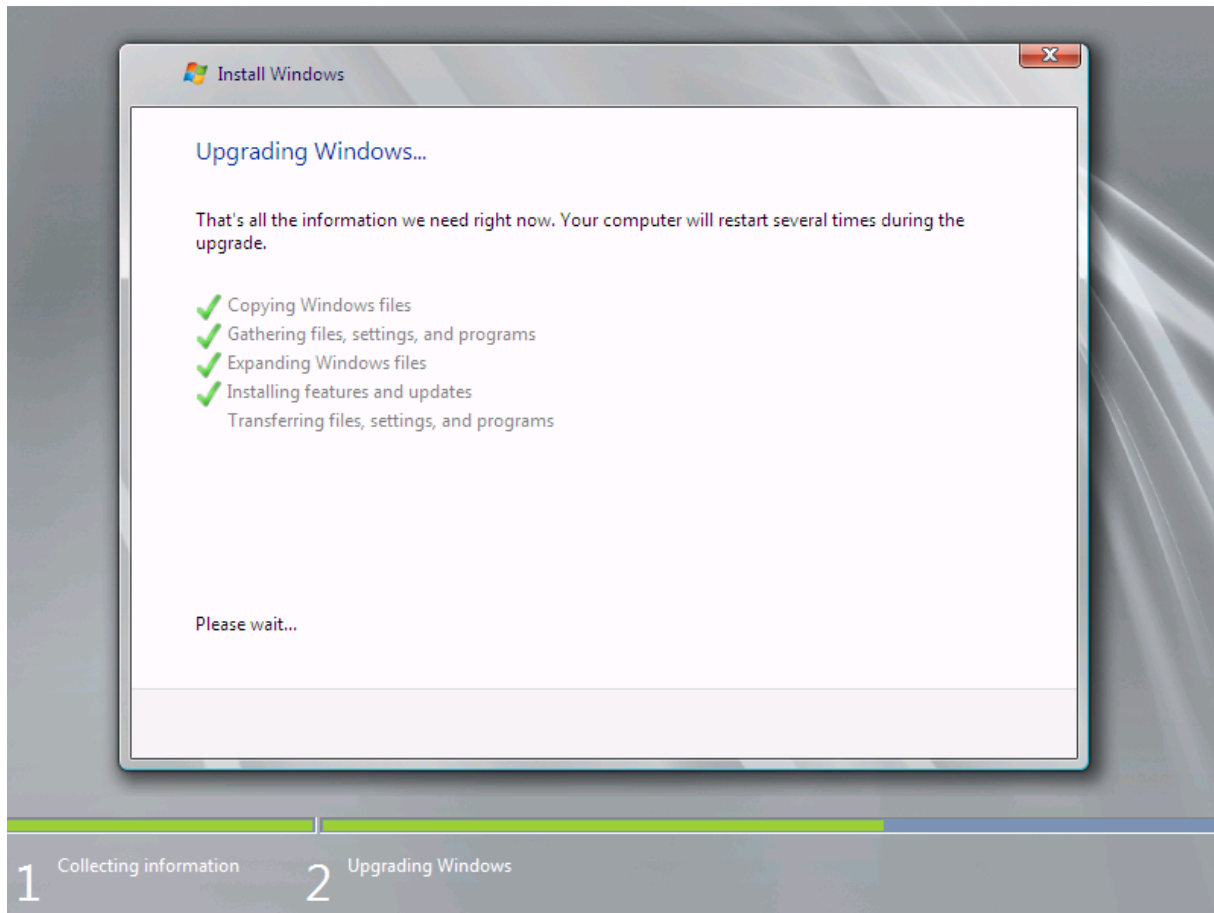 Install Windows
Upgrading Windows...
That's all the information we need right now. Your computer will restart several times during the
upgrade.
Copying Windows files
Gathering files, settings, and programs
Expanding Windows files
Installing features and updates
Transferring files, settings, and programs
Please wait...
1 Collecting information
2 Upgrading Windows